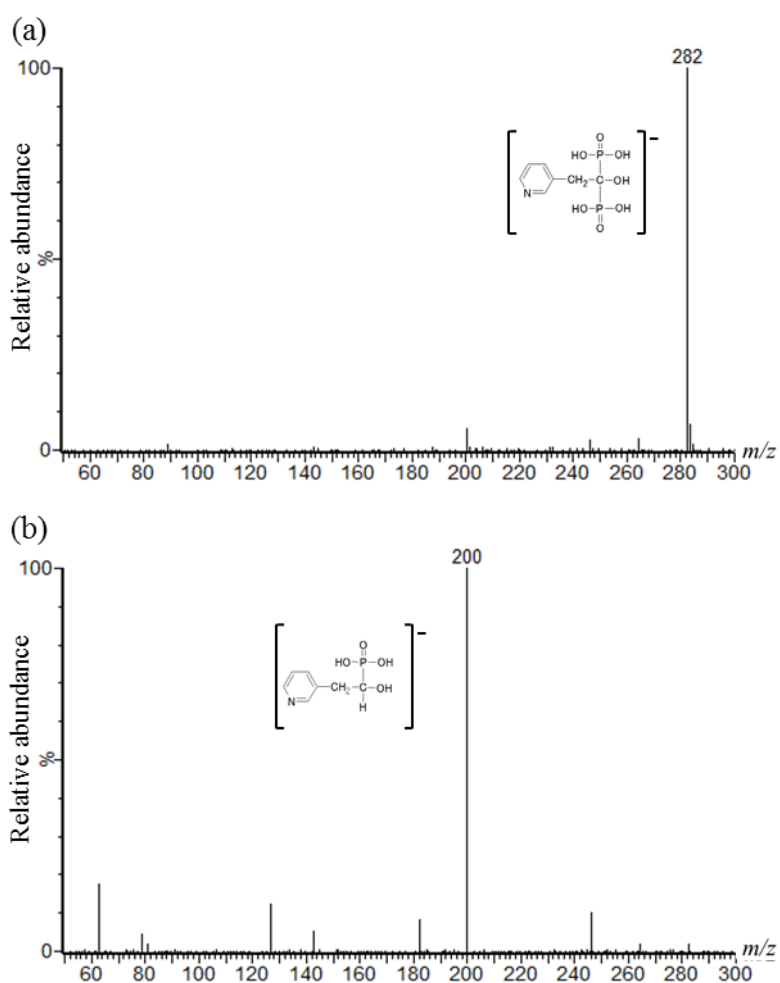 (a)
100
282
O
HO-P-OH
CH2-C-OH
N
HO-P-OH
O
−
Relative abundance
%
0
60 80 100 120 140 160 180 200 220 240 260 280 300 m/z
(b)
100
200
O
HO-P-OH
CH2-C-OH
N
H
−
Relative abundance
%
0
60 80 100 120 140 160 180 200 220 240 260 280 300 m/z